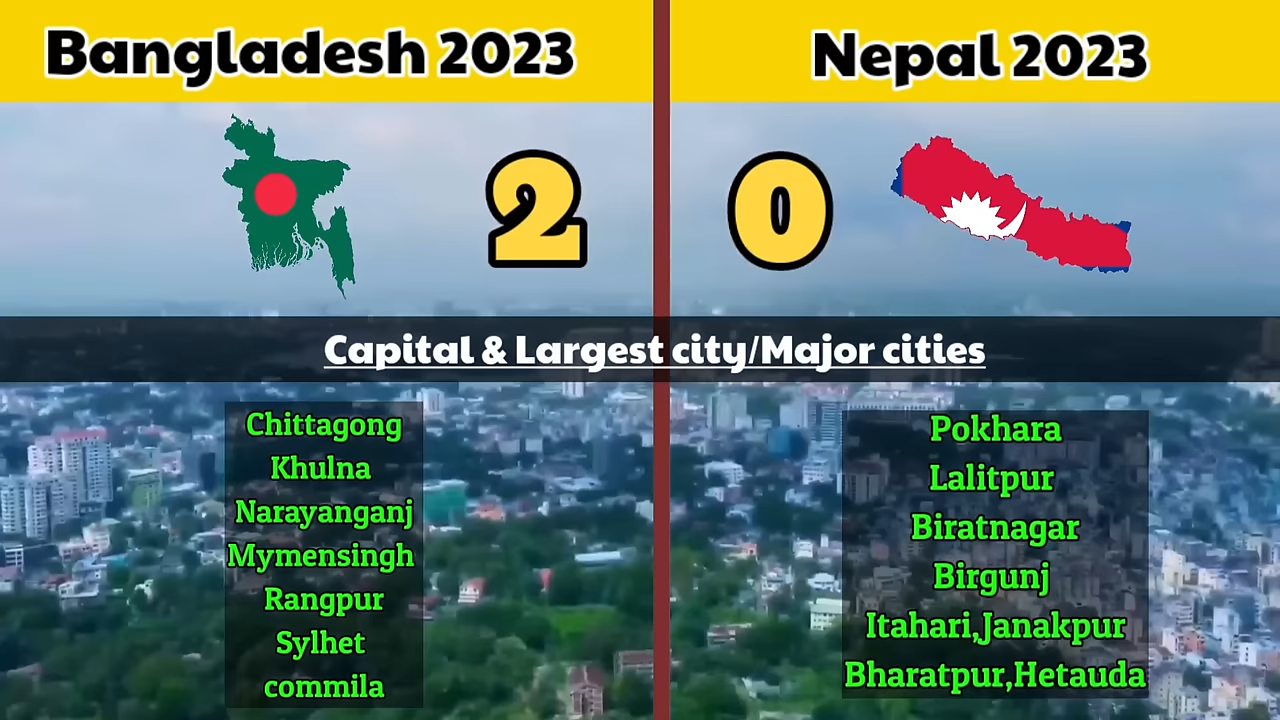 Bangladesh 2023
Nepal 2023
2
0
Capital & Largest city/Major cities
Chittagong
Khulna
Narayanganj
Mymensingh
Rangpur
Sylhet
commila
Pokhara
Lalitpur
Biratnagar
Birgunj
Itahari,Janakpur
Bharatpur,Hetauda